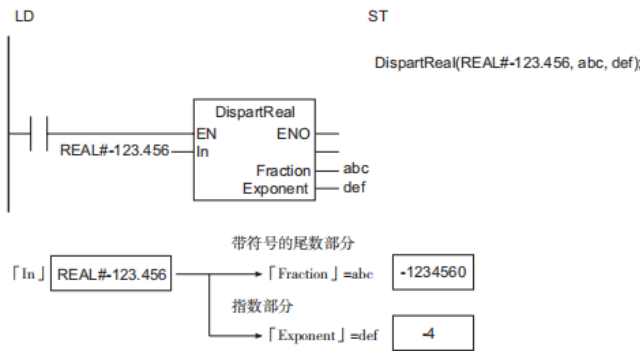 LD
ST
DispartReal(REAL#-123.456, abc, def);
DispartReal
EN ENO
REAL#-123.456 In
Fraction abc
Exponent def
带符号的尾数部分
「In」 REAL#-123.456 「Fraction」=abc -1234560
指数部分
「Exponent」=def -4